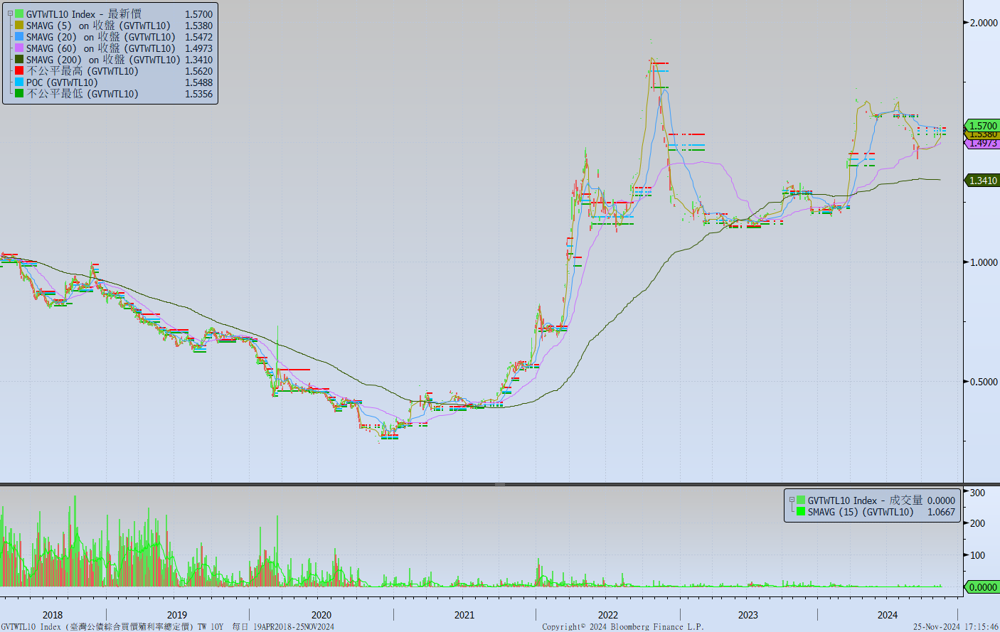 GVTWTL10 Index - 最新價 1.5700
SMAVG (5) on 收盤 (GVTWTL10) 1.5380
SMAVG (20) on 收盤 (GVTWTL10) 1.5472
SMAVG (60) on 收盤 (GVTWTL10) 1.4973
SMAVG (200) on 收盤 (GVTWTL10) 1.3410
不公平最高 (GVTWTL10) 1.5620
POC (GVTWTL10) 1.5488
不公平最低 (GVTWTL10) 1.5356
2.0000
1.5700
1.5380
1.4973
1.3410
1.0000
0.5000
GVTWTL10 Index - 成交量 0.0000
SMAVG (15) (GVTWTL10) 1.0667
300
200
100
0.0000
2018 2019 2020 2021 2022 2023 2024
GVTWTL10 Index (臺灣公債綜合買價殖利率總定價) TW 10Y 每日 19APR2018-25NOV2024 Copyright© 2024 Bloomberg Finance L.P. 25-Nov-2024 17:15:46